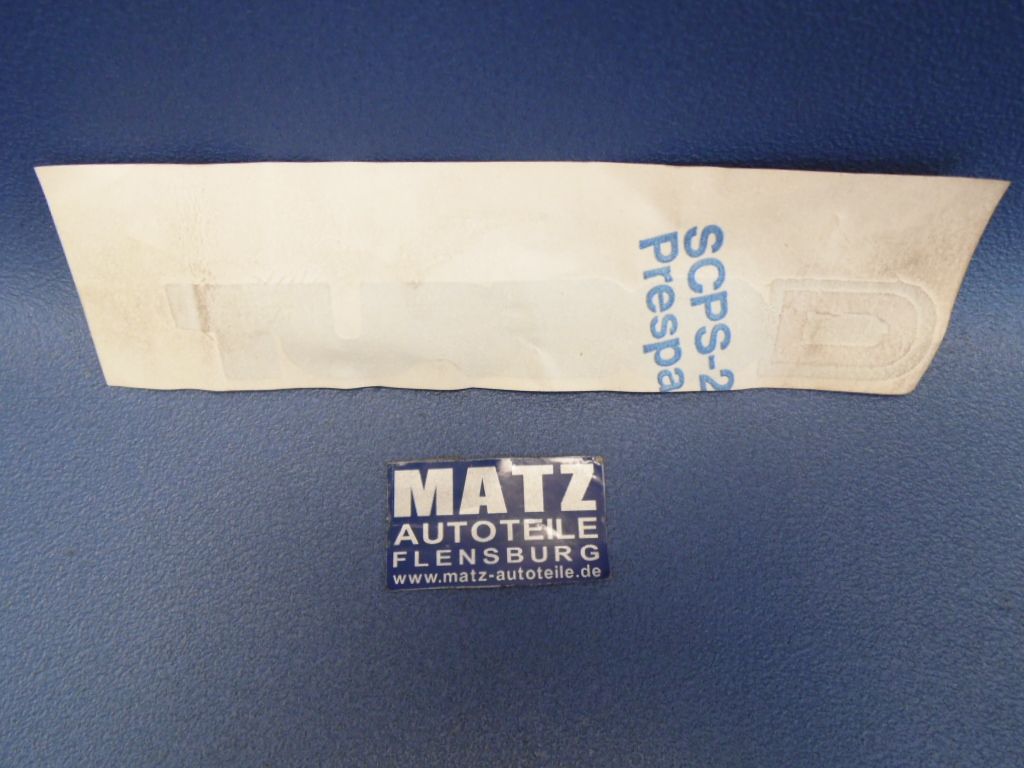 SCPS-2
Prespa
MATZ
AUTOTEILE
FLENSBURG
www.matz-autoteile.de